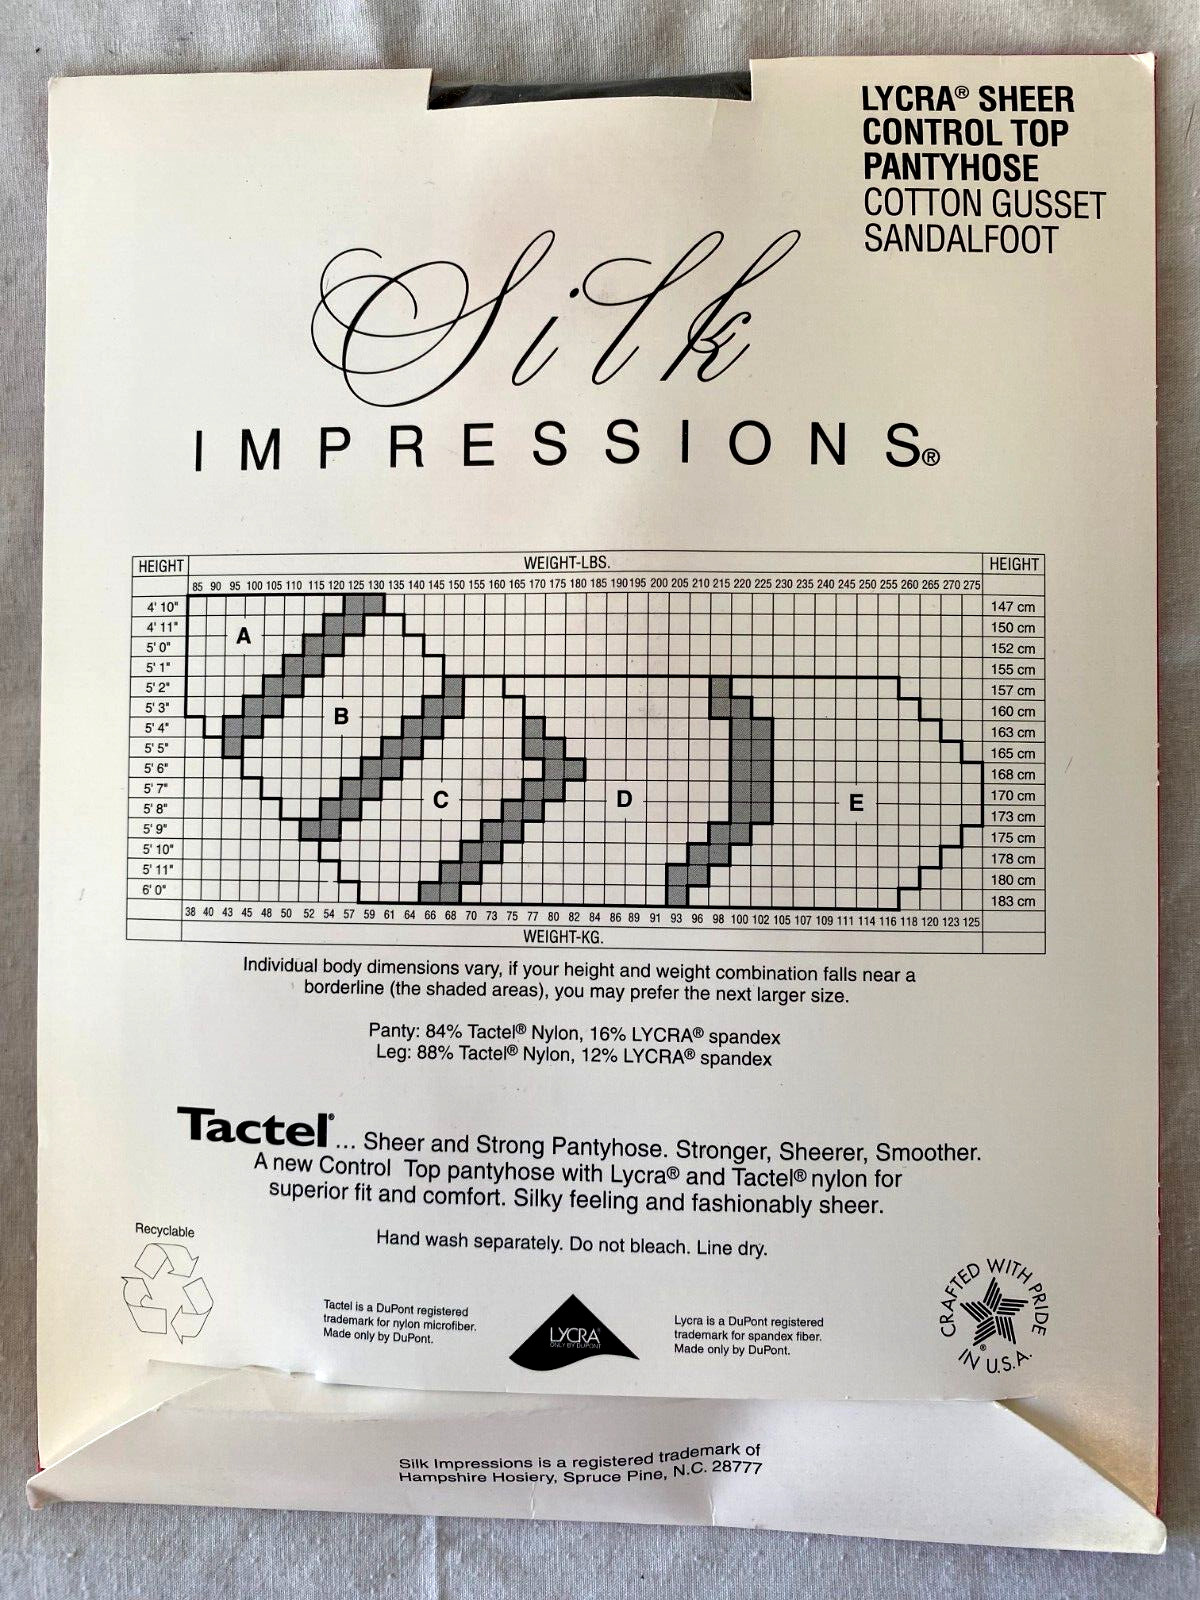 LYCRA® SHEER
CONTROL TOP
PANTYHOSE
COTTON GUSSET
SANDALFOOT
Silk
IMPRESSIONS®
HEIGHT WEIGHT-LBS. HEIGHT
85 90 95 100 105 110 115 120 125 130 135 140 145 150 155 160 165 170 175 180 185 190 195 200 205 210 215 220 225 230 235 240 245 250 255 260 265 270 275
4' 10" 147 cm
4' 11" A 150 cm
5' 0" 152 cm
5' 1" 155 cm
5' 2" 157 cm
5' 3" B 160 cm
5' 4" 163 cm
5' 5" 165 cm
5' 6" 168 cm
5' 7" C D E 170 cm
5' 8" 173 cm
5' 9" 175 cm
5' 10" 178 cm
5' 11" 180 cm
6' 0" 183 cm
38 40 43 45 48 50 52 54 57 59 61 64 66 68 70 73 75 77 80 82 84 86 89 91 93 96 98 100 102 105 107 109 111 114 116 118 120 123 125
WEIGHT-KG.
Individual body dimensions vary, if your height and weight combination falls near a
borderline (the shaded areas), you may prefer the next larger size.
Panty: 84% Tactel® Nylon, 16% LYCRA® spandex
Leg: 88% Tactel® Nylon, 12% LYCRA® spandex
Tactel® ... Sheer and Strong Pantyhose. Stronger, Sheerer, Smoother.
A new Control Top pantyhose with Lycra® and Tactel® nylon for
superior fit and comfort. Silky feeling and fashionably sheer.
Recyclable
Hand wash separately. Do not bleach. Line dry.
Tactel is a DuPont registered
trademark for nylon microfiber.
Made only by DuPont.
LYCRA®
ONLY BY DUPONT
Lycra is a DuPont registered
trademark for spandex fiber.
Made only by DuPont.
CRAFTED WITH PRIDE
IN U.S.A.
®
Silk Impressions is a registered trademark of
Hampshire Hosiery, Spruce Pine, N.C. 28777